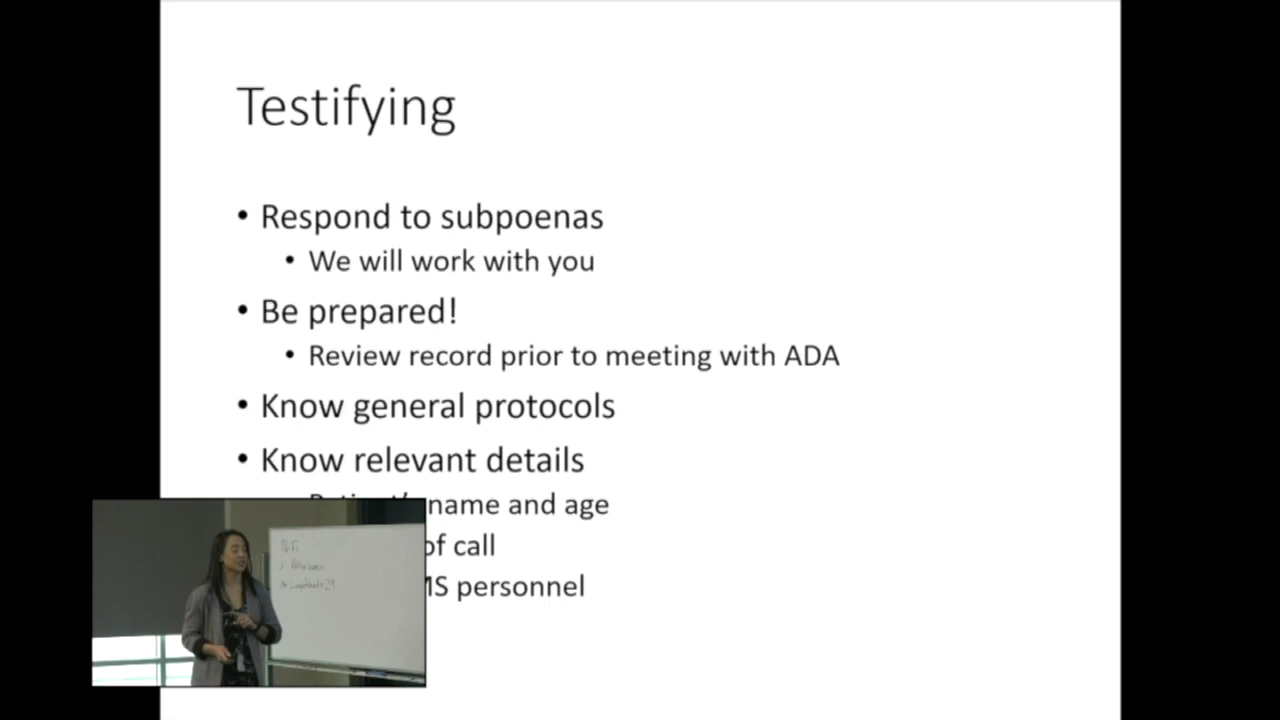 Testifying
• Respond to subpoenas
• We will work with you
• Be prepared!
• Review record prior to meeting with ADA
• Know general protocols
• Know relevant details
name and age
of call
personnel